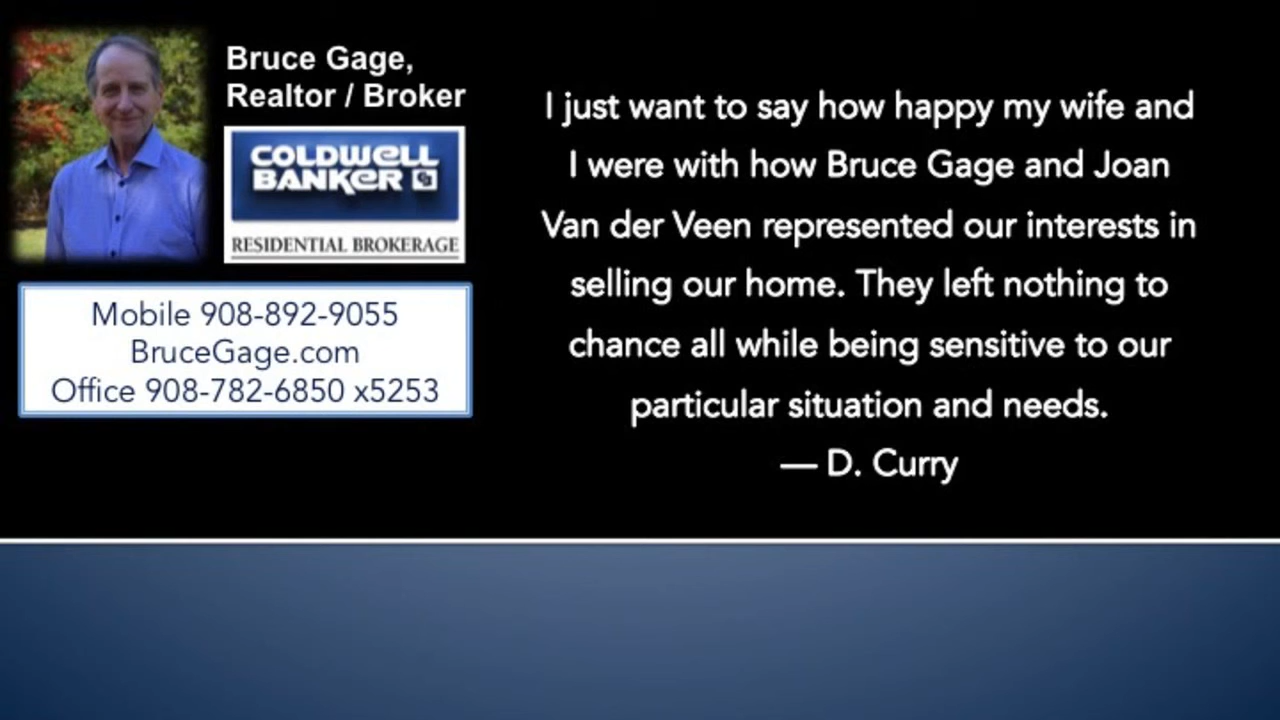 Bruce Gage,
Realtor / Broker
COLDWELL
BANKER
RESIDENTIAL BROKERAGE
Mobile 908-892-9055
BruceGage.com
Office 908-782-6850 x5253
I just want to say how happy my wife and
I were with how Bruce Gage and Joan
Van der Veen represented our interests in
selling our home. They left nothing to
chance all while being sensitive to our
particular situation and needs.
— D. Curry